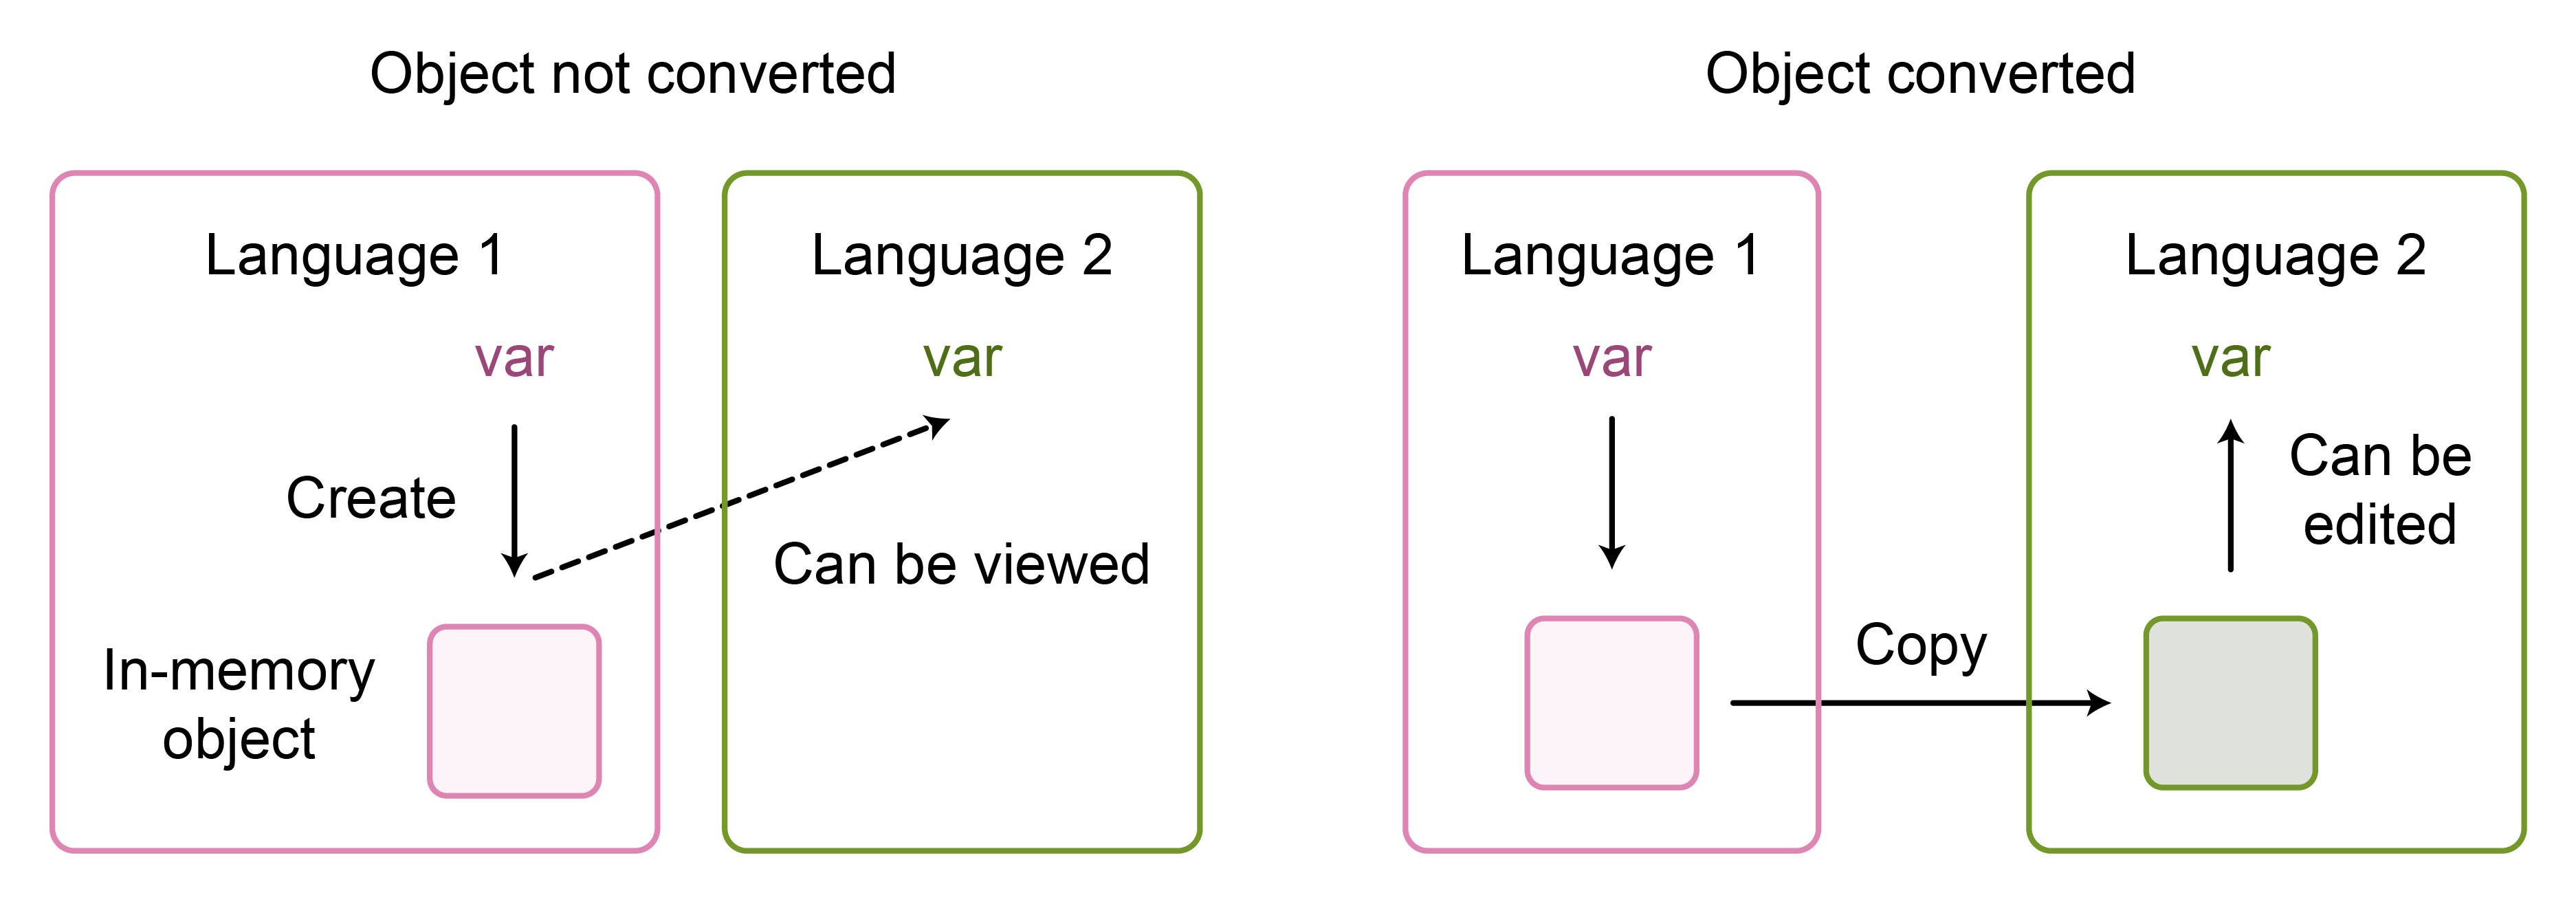 Object not converted
Language 1
var
Create
In-memory
object
Language 2
var
Can be viewed
Object converted
Language 1
var
Copy
Language 2
var
Can be
edited